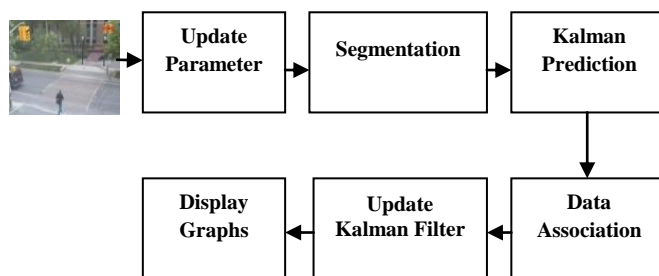 Update
Parameter
Segmentation
Kalman
Prediction
Data
Association
Update
Kalman Filter
Display
Graphs